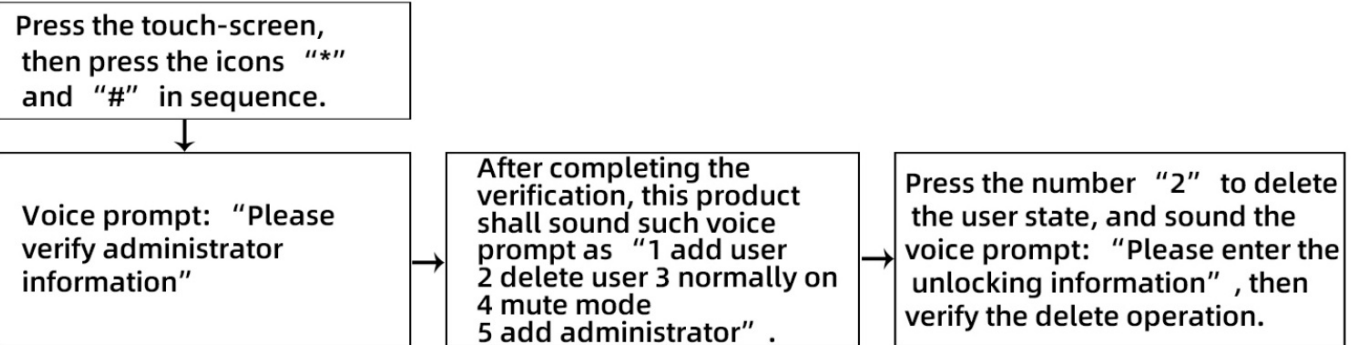 Press the touch-screen,
then press the icons “*”
and “#” in sequence.
Voice prompt: “Please
verify administrator
information”
After completing the
verification, this product
shall sound such voice
prompt as “1 add user
2 delete user 3 normally on
4 mute mode
5 add administrator” .
Press the number “2” to delete
the user state, and sound the
voice prompt: “Please enter the
unlocking information” , then
verify the delete operation.